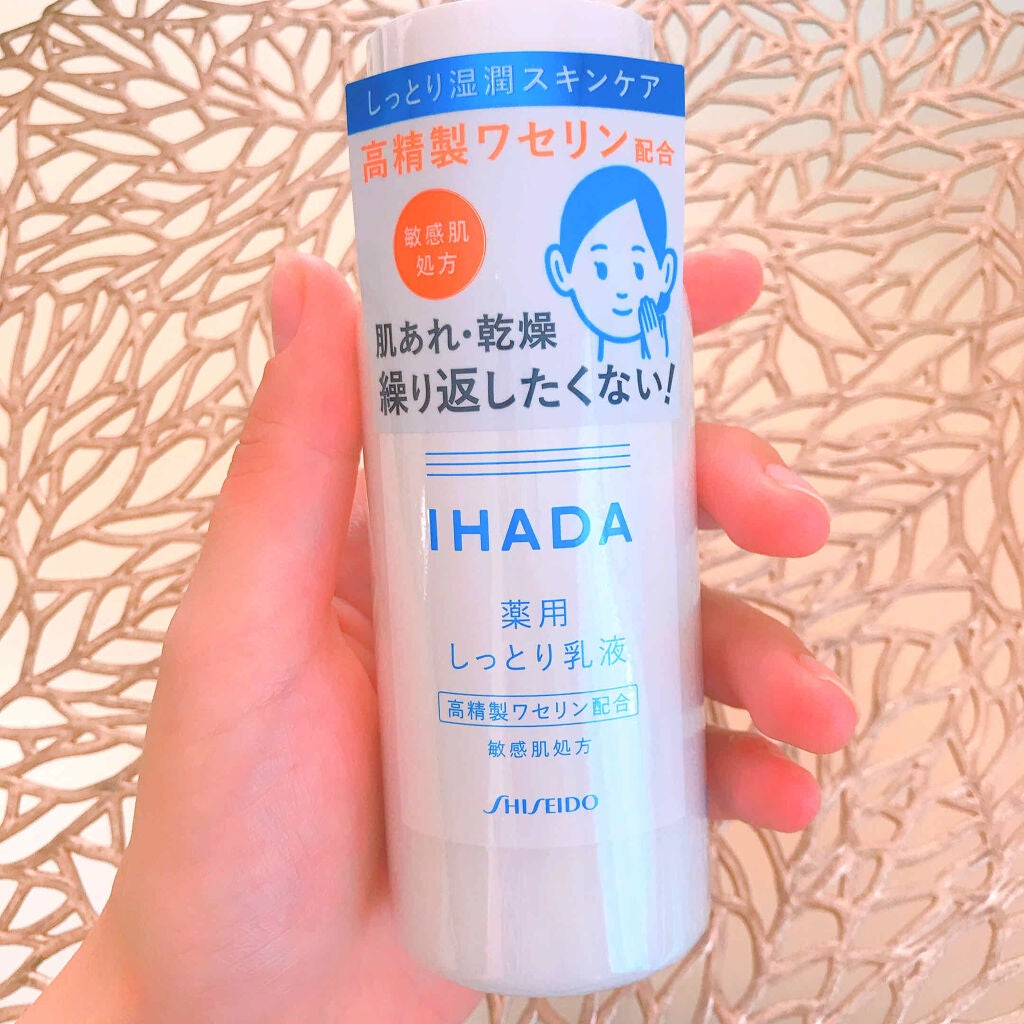 しっとり湿潤スキンケア
高精製ワセリン配合
敏感肌
処方
肌あれ・乾燥
繰り返したくない!
IHADA
薬用
しっとり乳液
高精製ワセリン配合
敏感肌処方
SHISEIDO